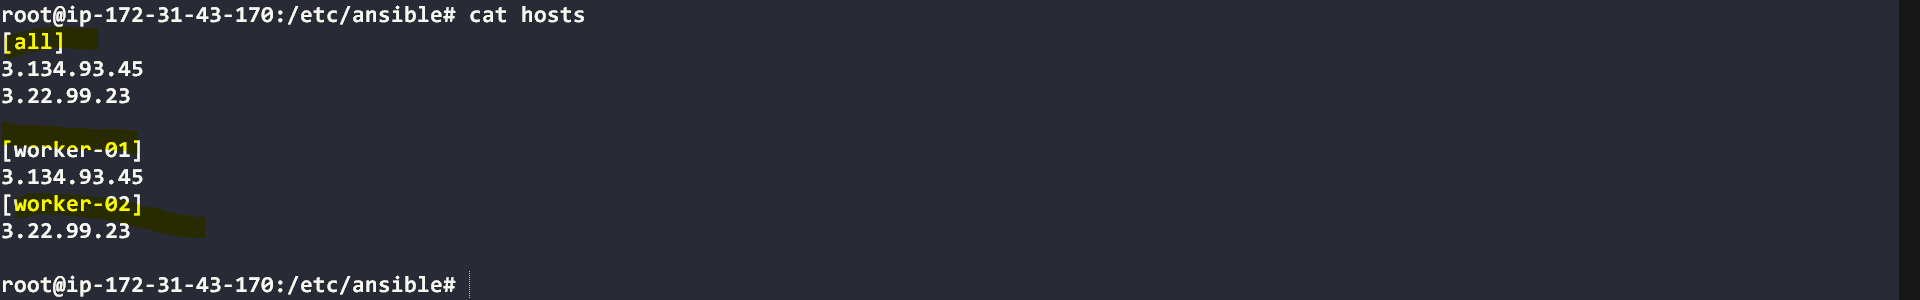 root@ip-172-31-43-170:/etc/ansible# cat hosts
[all]
3.134.93.45
3.22.99.23
[worker-01]
3.134.93.45
[worker-02]
3.22.99.23
root@ip-172-31-43-170:/etc/ansible#